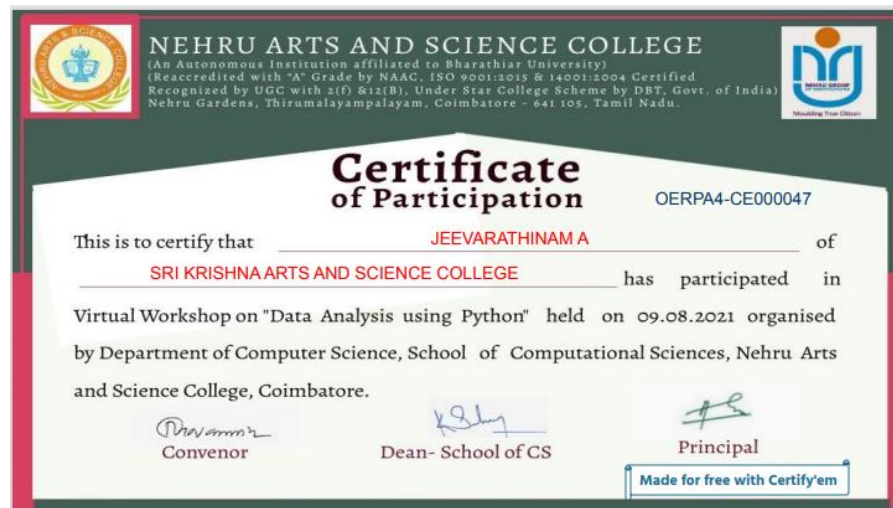 NEHRU ARTS AND SCIENCE COLLEGE
(An Autonomous Institution affiliated to Bharathiar University)
(Reaccredited with "A" Grade by NAAC, ISO 9001:2015 & 14001:2004 Certified
Recognized by UGC with 2(f) &12(B), Under Star College Scheme by DBT, Govt. of India)
Nehru Gardens, Thirumalayampalayam, Coimbatore - 641 105, Tamil Nadu.
NEHRU GROUP
Moulding True Citizen
Certificate
of Participation
OERPA4-CE000047
This is to certify that JEEVARATHINAM A of
SRI KRISHNA ARTS AND SCIENCE COLLEGE has participated in
Virtual Workshop on "Data Analysis using Python" held on 09.08.2021 organised
by Department of Computer Science, School of Computational Sciences, Nehru Arts
and Science College, Coimbatore.
Convenor
Dean- School of CS
Principal
Made for free with Certify'em